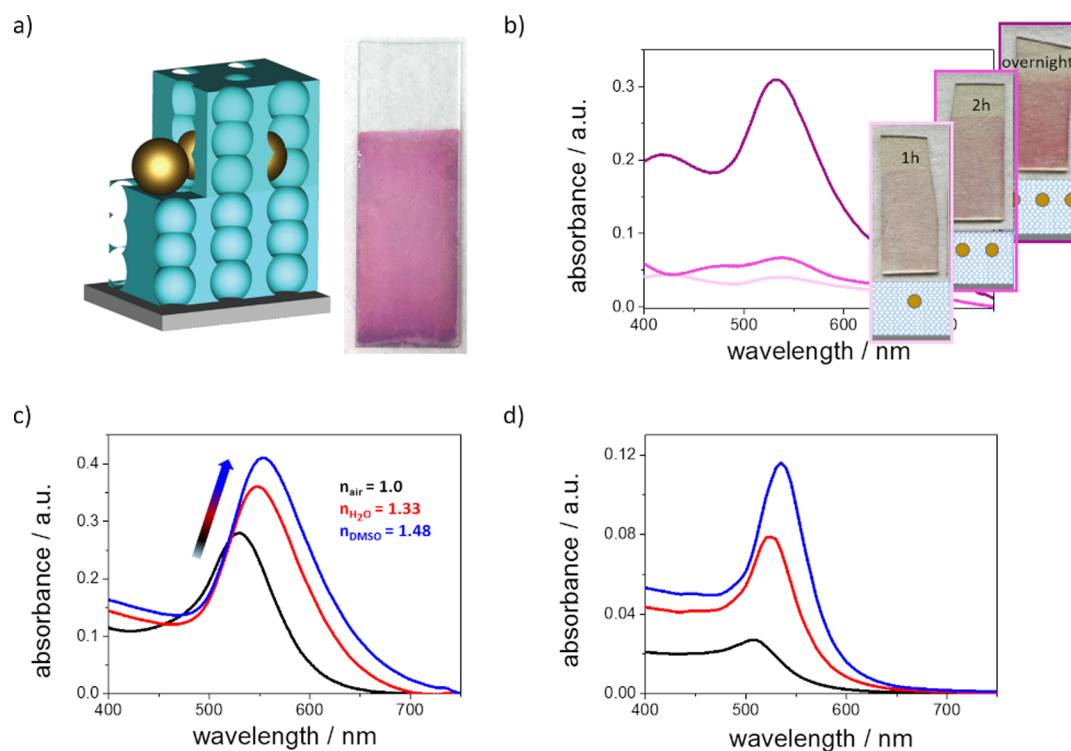 a)
b)
absorbance / a.u.
0.3
0.2
0.1
0.0
400
500
600
700
wavelength / nm
1h
2h
overnight
c)
absorbance / a.u.
0.4
0.3
0.2
0.1
0.0
400
500
600
700
wavelength / nm
n_air = 1.0
n_H₂O = 1.33
n_DMSO = 1.48
d)
absorbance / a.u.
0.12
0.08
0.04
0.00
400
500
600
700
wavelength / nm